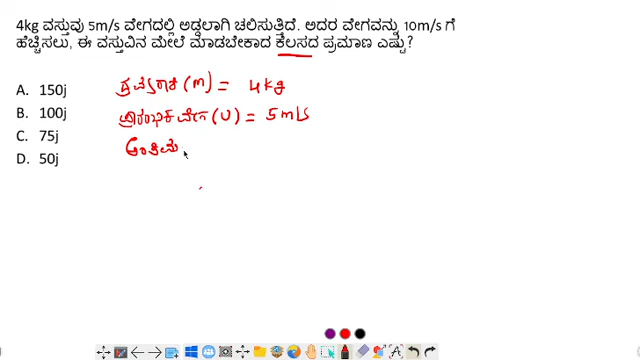 4kg ವಸ್ತುವು 5m/s ವೇಗದಲ್ಲಿ ಅಡ್ಡಲಾಗಿ ಚಲಿಸುತ್ತಿದೆ. ಅದರ ವೇಗವನ್ನು 10m/s ಗೆ
ಹೆಚ್ಚಿಸಲು, ಈ ವಸ್ತುವಿನ ಮೇಲೆ ಮಾಡಬೇಕಾದ ಕೆಲಸದ ಪ್ರಮಾಣ ಎಷ್ಟು?
A. 150j
B. 100j
C. 75j
D. 50j
ದ್ರವ್ಯರಾಶಿ (m) = 4kg
ಪ್ರಾರಂಭಿಕ ವೇಗ (u) = 5m/s
ಅಂತಿಮ